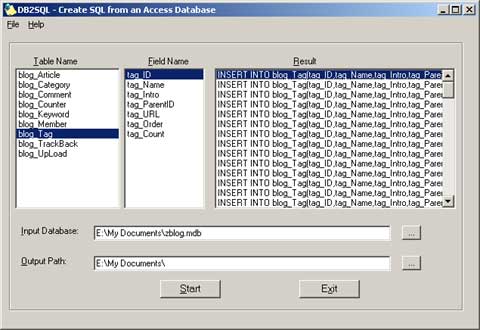 DB2SQL - Create SQL from an Access Database
File Help
Table Name Field Name Result
blog_Article
blog_Category
blog_Comment
blog_Counter
blog_Keyword
blog_Member
blog_Tag
blog_TrackBack
blog_UpLoad
tag_ID
tag_Name
tag_Intro
tag_ParentID
tag_URL
tag_Order
tag_Count
INSERT INTO blog_Tag(tag_ID,tag_Name,tag_Intro,tag_Pare
INSERT INTO blog_Tag(tag_ID,tag_Name,tag_Intro,tag_Pare
INSERT INTO blog_Tag(tag_ID,tag_Name,tag_Intro,tag_Pare
INSERT INTO blog_Tag(tag_ID,tag_Name,tag_Intro,tag_Pare
INSERT INTO blog_Tag(tag_ID,tag_Name,tag_Intro,tag_Pare
INSERT INTO blog_Tag(tag_ID,tag_Name,tag_Intro,tag_Pare
INSERT INTO blog_Tag(tag_ID,tag_Name,tag_Intro,tag_Pare
INSERT INTO blog_Tag(tag_ID,tag_Name,tag_Intro,tag_Pare
INSERT INTO blog_Tag(tag_ID,tag_Name,tag_Intro,tag_Pare
INSERT INTO blog_Tag(tag_ID,tag_Name,tag_Intro,tag_Pare
INSERT INTO blog_Tag(tag_ID,tag_Name,tag_Intro,tag_Pare
INSERT INTO blog_Tag(tag_ID,tag_Name,tag_Intro,tag_Pare
INSERT INTO blog_Tag(tag_ID,tag_Name,tag_Intro,tag_Pare
Input Database: E:\My Documents\zblog.mdb ...
Output Path: E:\My Documents\ ...
Start Exit